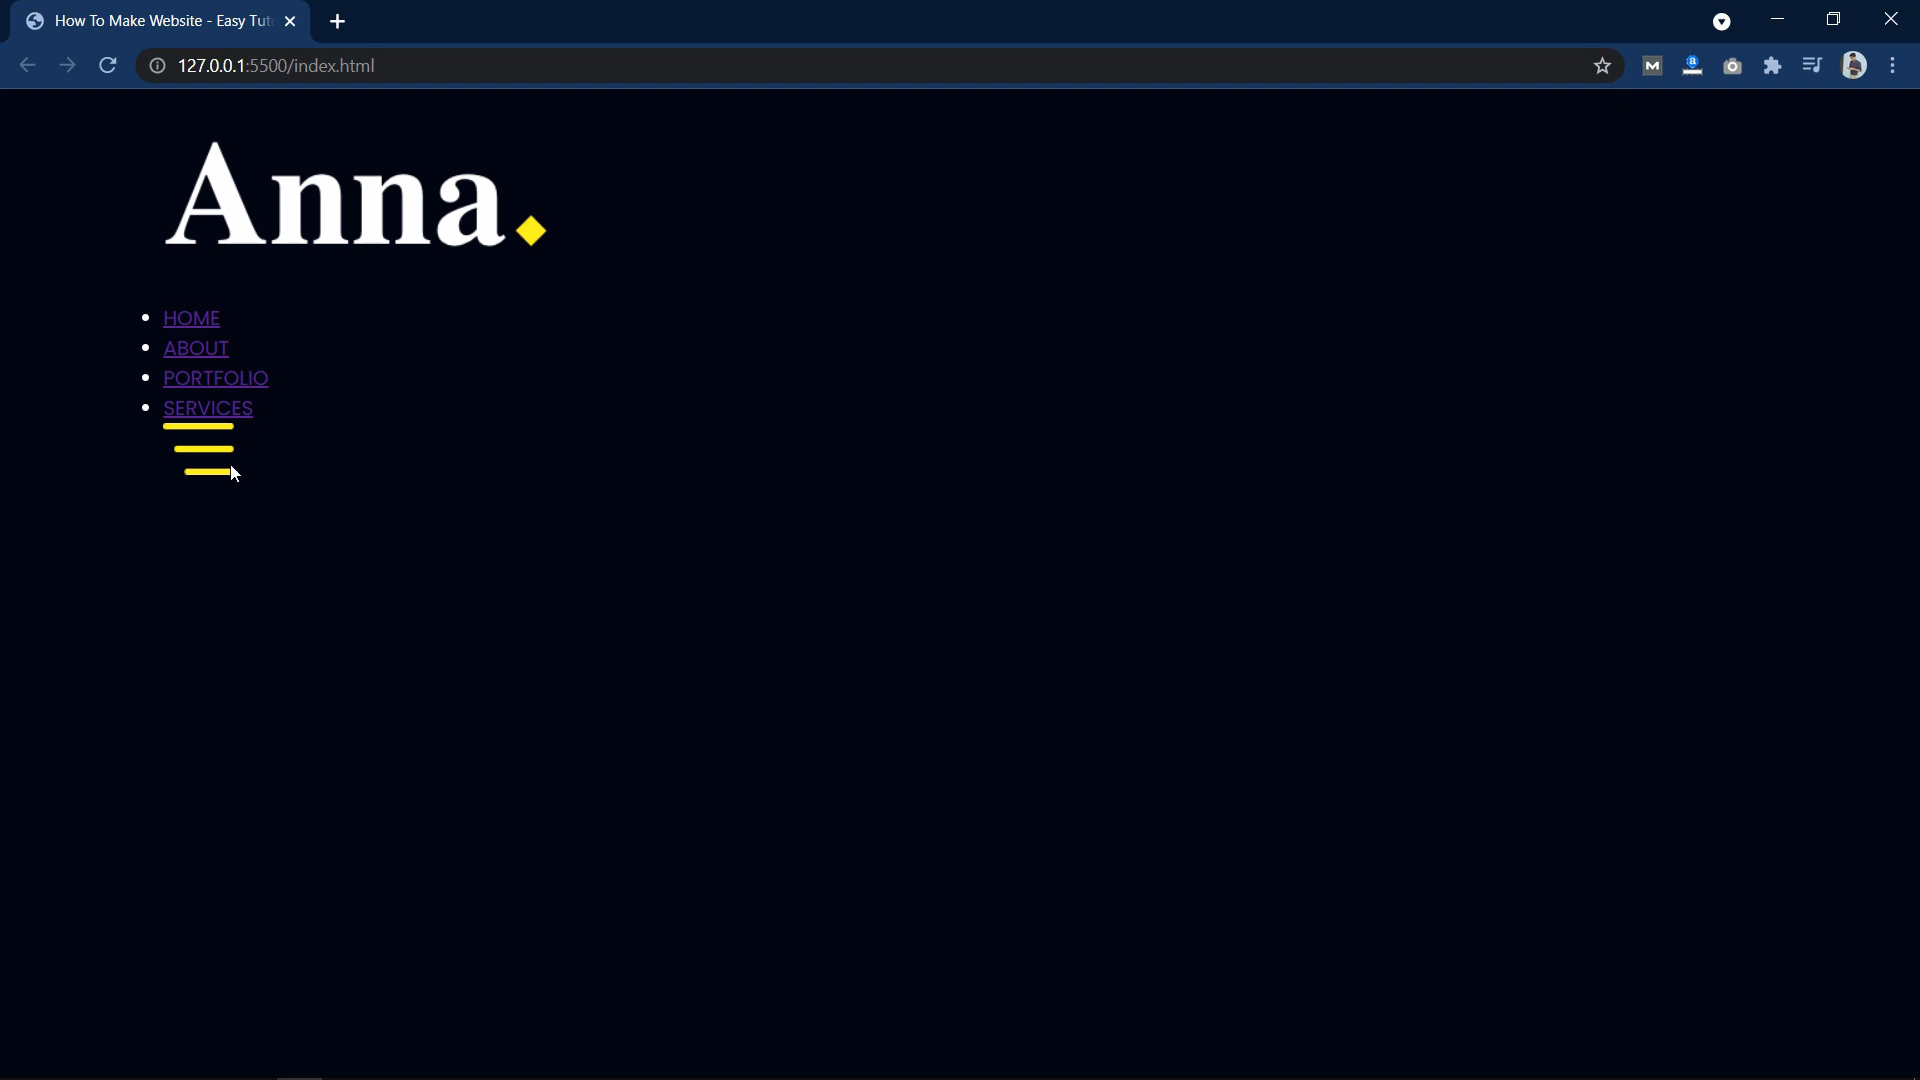 How To Make Website - Easy Tut
127.0.0.1:5500/index.html
M
a
Anna.
HOME
ABOUT
PORTFOLIO
SERVICES